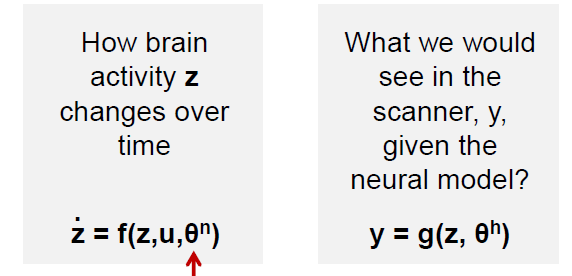 How brain
activity z
changes over
time
ż = f(z,u,θⁿ)
What we would
see in the
scanner, y,
given the
neural model?
y = g(z, θʰ)